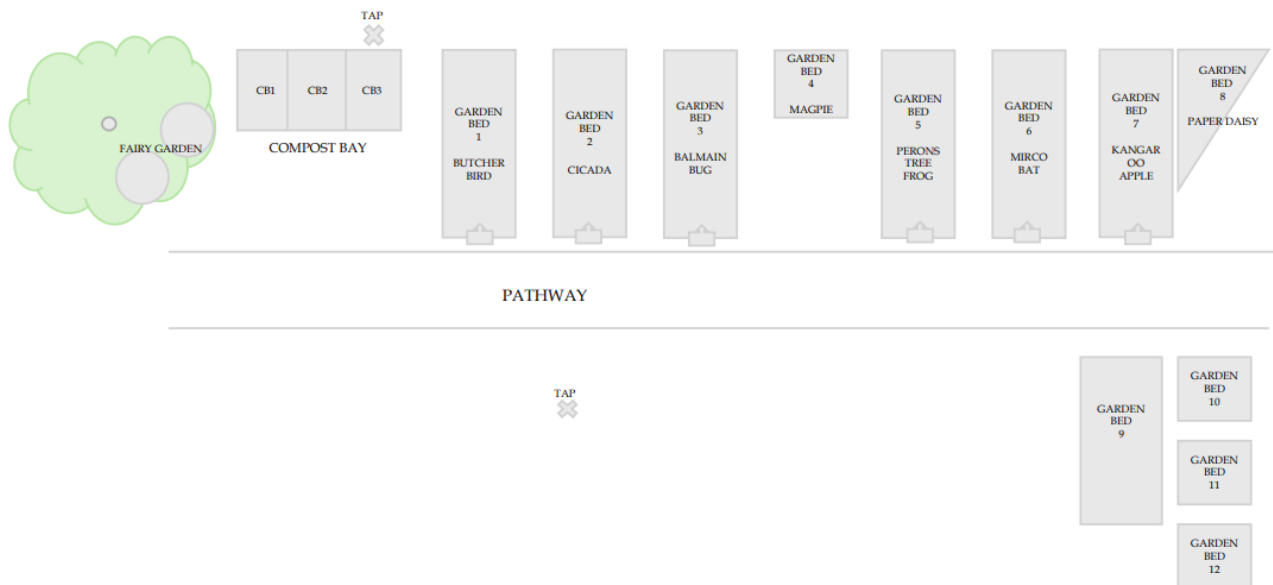 TAP
CB1
CB2
CB3
COMPOST BAY
FAIRY GARDEN
GARDEN
BED
1
BUTCHER
BIRD
GARDEN
BED
2
CICADA
GARDEN
BED
3
BALMAIN
BUG
GARDEN
BED
4
MAGPIE
GARDEN
BED
5
PERONS
TREE
FROG
GARDEN
BED
6
MIRCO
BAT
GARDEN
BED
7
KANGAR
OO
APPLE
GARDEN
BED
8
PAPER DAISY
PATHWAY
TAP
GARDEN
BED
9
GARDEN
BED
10
GARDEN
BED
11
GARDEN
BED
12